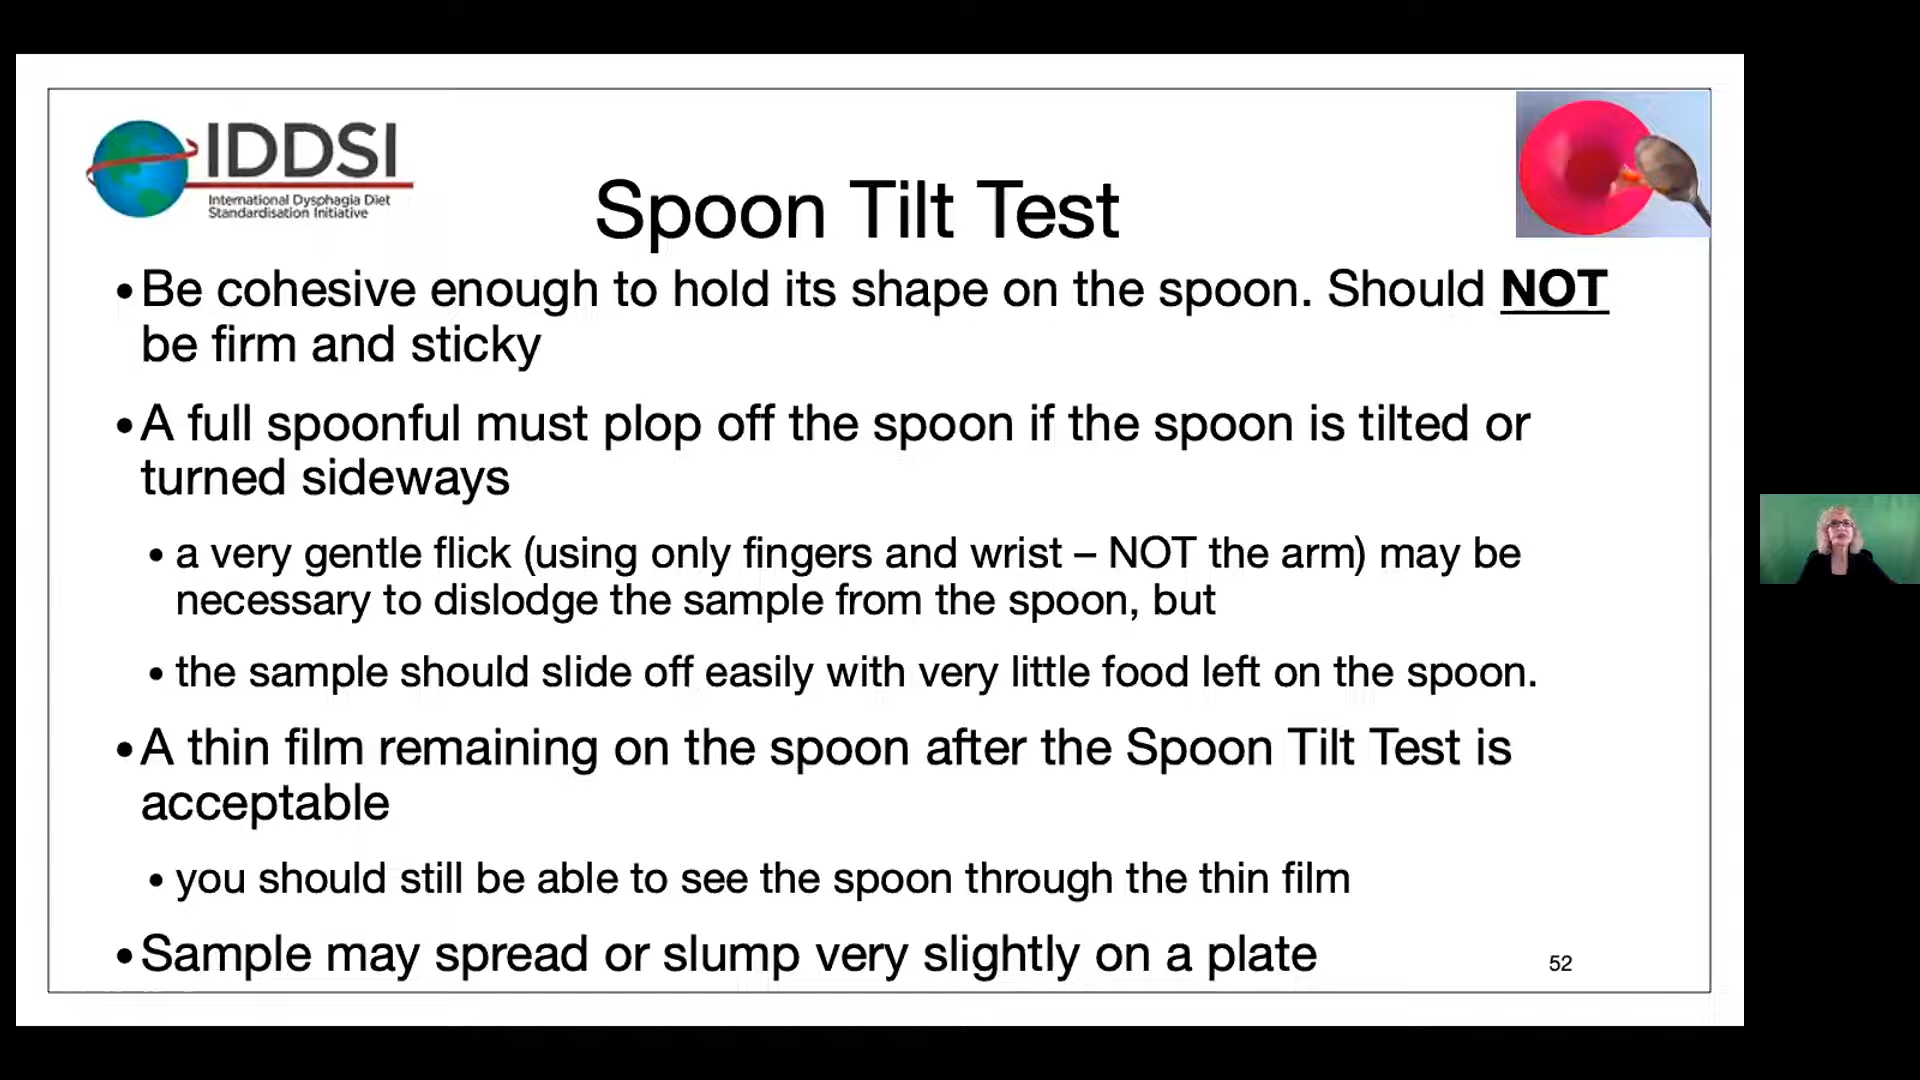 IDDSI
International Dysphagia Diet
Standardisation Initiative
Spoon Tilt Test
•Be cohesive enough to hold its shape on the spoon. Should NOT
be firm and sticky
•A full spoonful must plop off the spoon if the spoon is tilted or
turned sideways
• a very gentle flick (using only fingers and wrist – NOT the arm) may be
necessary to dislodge the sample from the spoon, but
• the sample should slide off easily with very little food left on the spoon.
•A thin film remaining on the spoon after the Spoon Tilt Test is
acceptable
• you should still be able to see the spoon through the thin film
•Sample may spread or slump very slightly on a plate
52